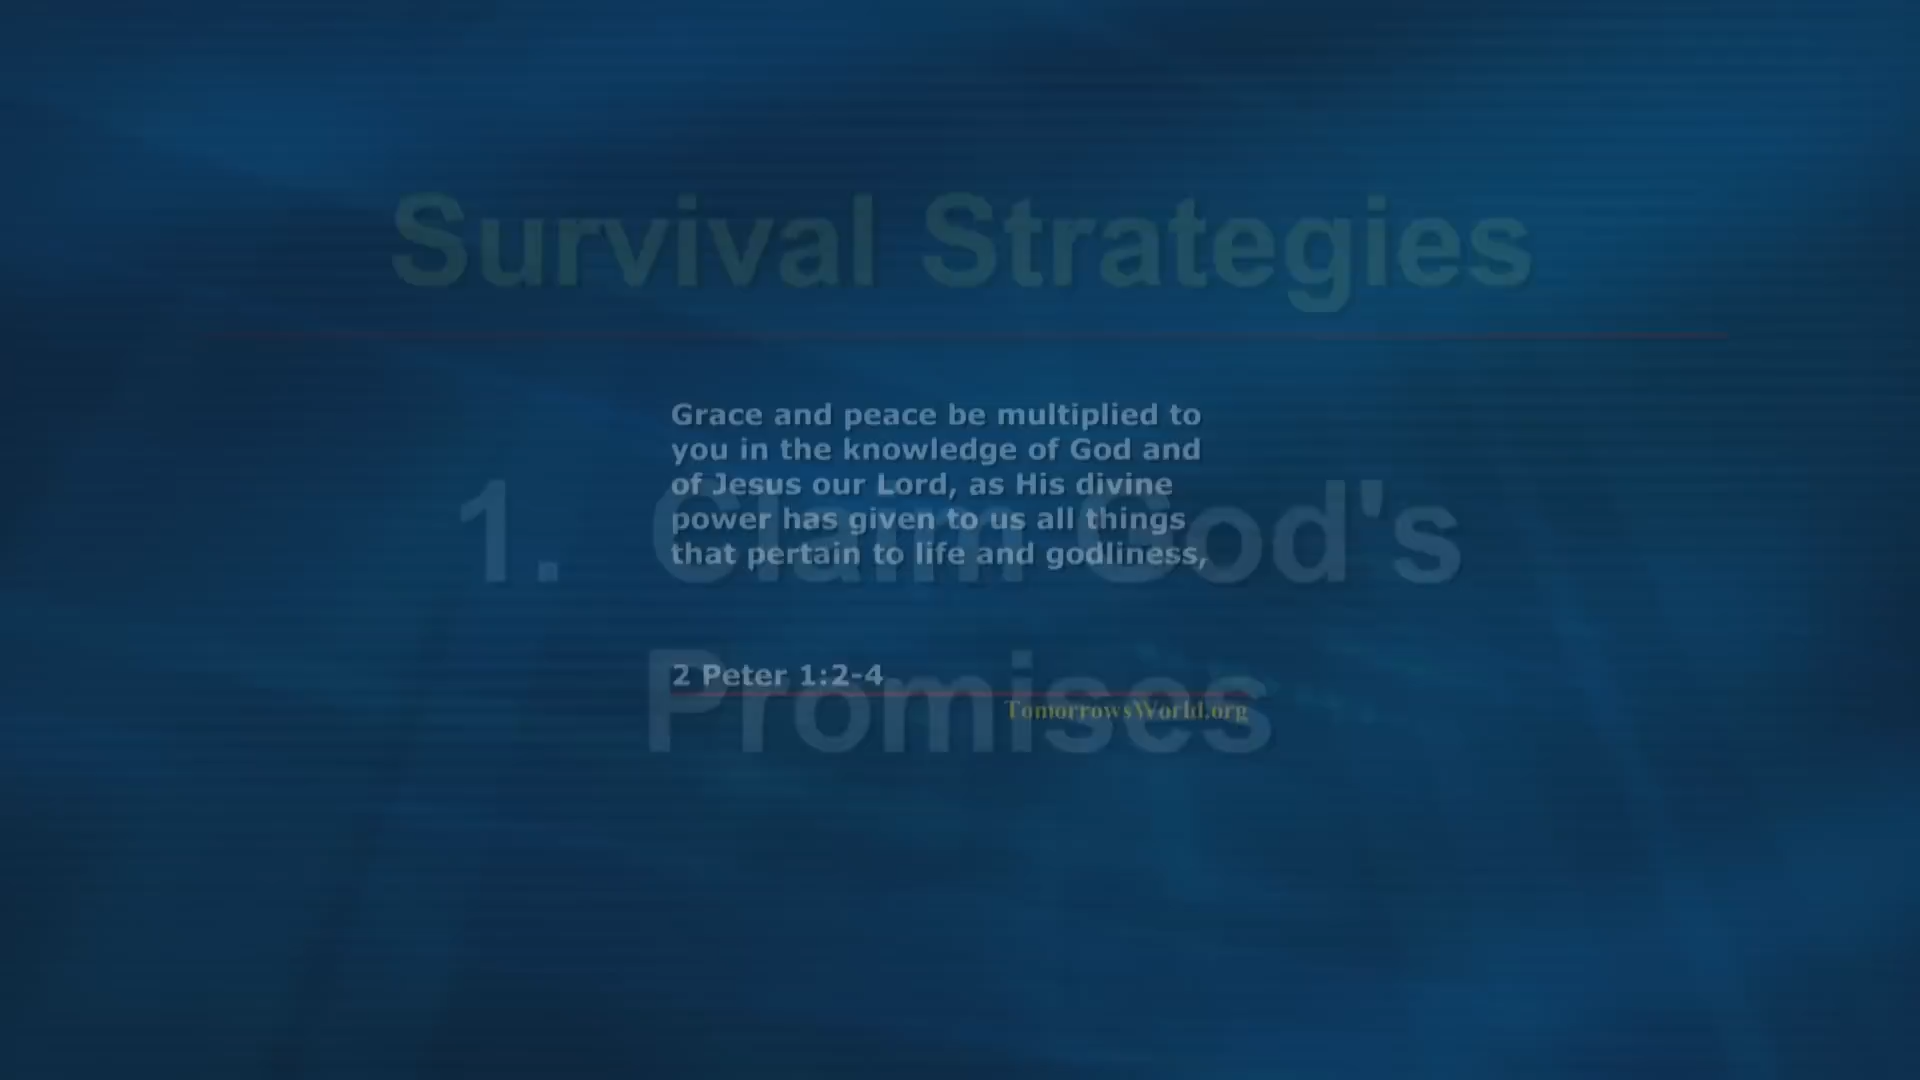 Survival Strategies
Grace and peace be multiplied to
you in the knowledge of God and
of Jesus our Lord, as His divine
power has given to us all things
that pertain to life and godliness,
1. Claim God's
Promises
2 Peter 1:2-4
TomorrowsWorld.org